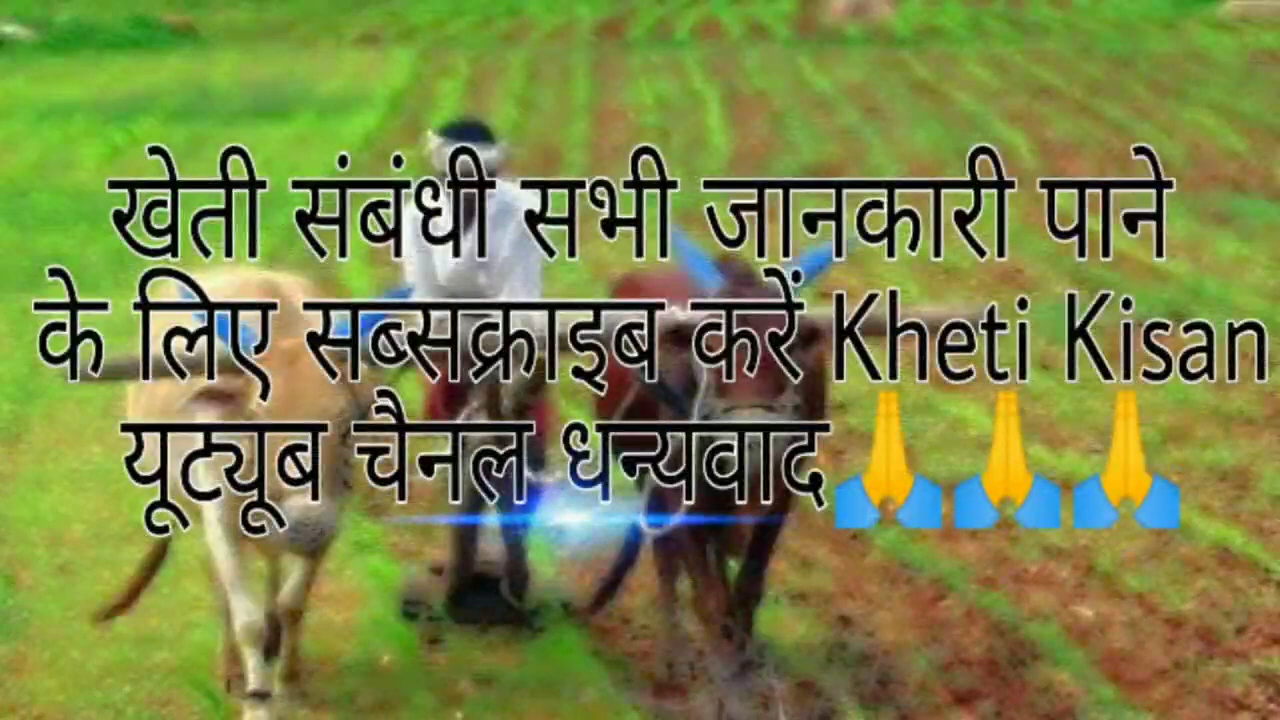 खेती संबंधी सभी जानकारी पाने
के लिए सब्सक्राइब करें Kheti Kisan
यूट्यूब चैनल धन्यवाद🙏🙏🙏